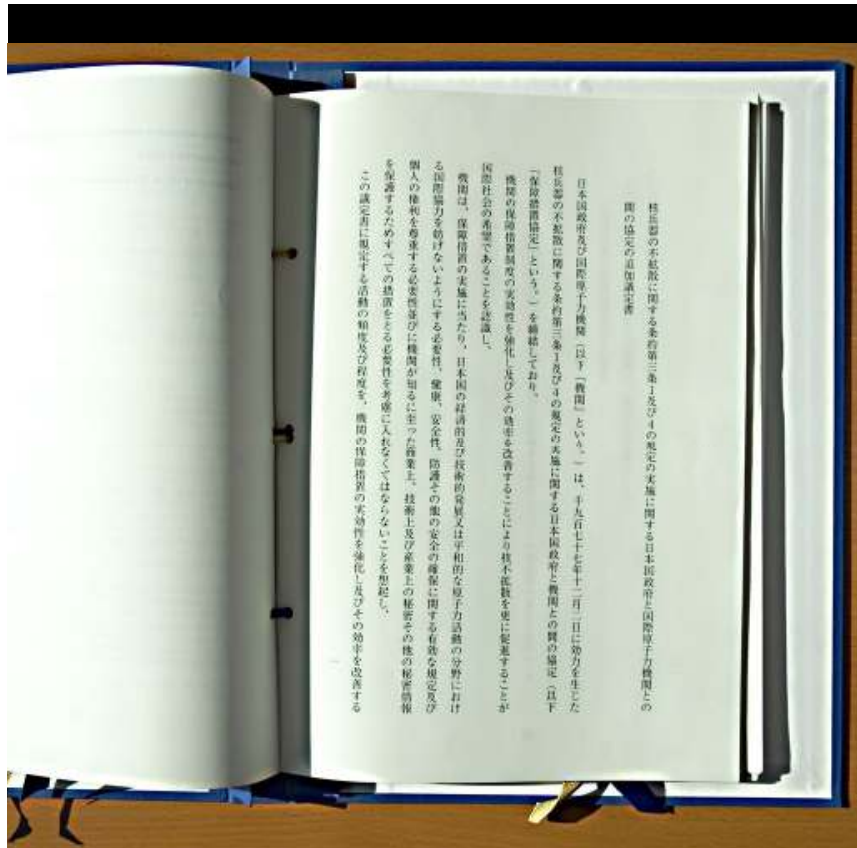 核兵器の不拡散に関する条約第三条1及び4の規定の実施に関する日本国政府と国際原子力機関との
間の協定の追加議定書
日本国政府及び国際原子力機関（以下「機関」という。）は、千九百七十七年十二月二日に効力を生じた
核兵器の不拡散に関する条約第三条1及び4の規定の実施に関する日本国政府と機関との間の協定（以下
「保障措置協定」という。）を締結しており、
機関の保障措置制度の実効性を強化し及びその効率を改善することにより核不拡散を更に促進することが
国際社会の希望であることを認識し、
機関は、保障措置の実施に当たり、日本国の経済的及び技術的発展又は平和的な原子力活動の分野におけ
る国際協力を妨げないようにする必要性、健康、安全性、防護その他の安全の確保に関する有効な規定及び
個人の権利を尊重する必要性並びに機関が知るに至った商業上、技術上及び産業上の秘密その他の秘密情報
を保護するためすべての措置をとる必要性を考慮に入れなくてはならないことを想起し、
この議定書に規定する活動の頻度及び程度を、機関の保障措置の実効性を強化し及びその効率を改善する
一